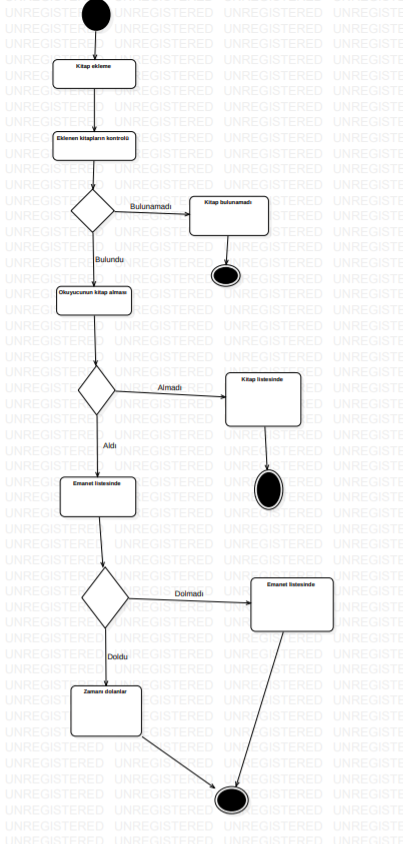 Kitap ekleme
Eklenen kitapların kontrolü
Bulunamadı
Kitap bulunamadı
Bulundu
Okuyucunun kitap alması
Almadı
Kitap listesinde
Aldı
Emanet listesinde
Dolmadı
Emanet listesinde
Doldu
Zamanı dolanlar
UNREGISTERED